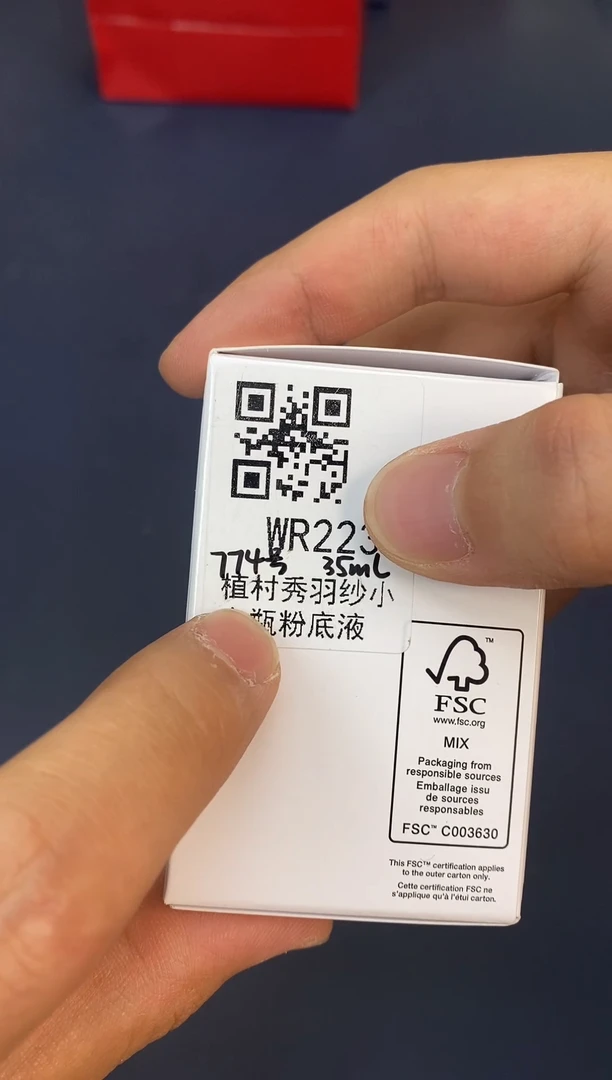 WR223
774号 35mL
植村秀羽纱小
瓶粉底液
FSC
™
www.fsc.org
MIX
Packaging from
responsible sources
Emballage issu
de sources
responsables
FSC™ C003630
This FSC™ certification applies
to the outer carton only.
Cette certification FSC ne
s'applique qu'à l'étui carton.